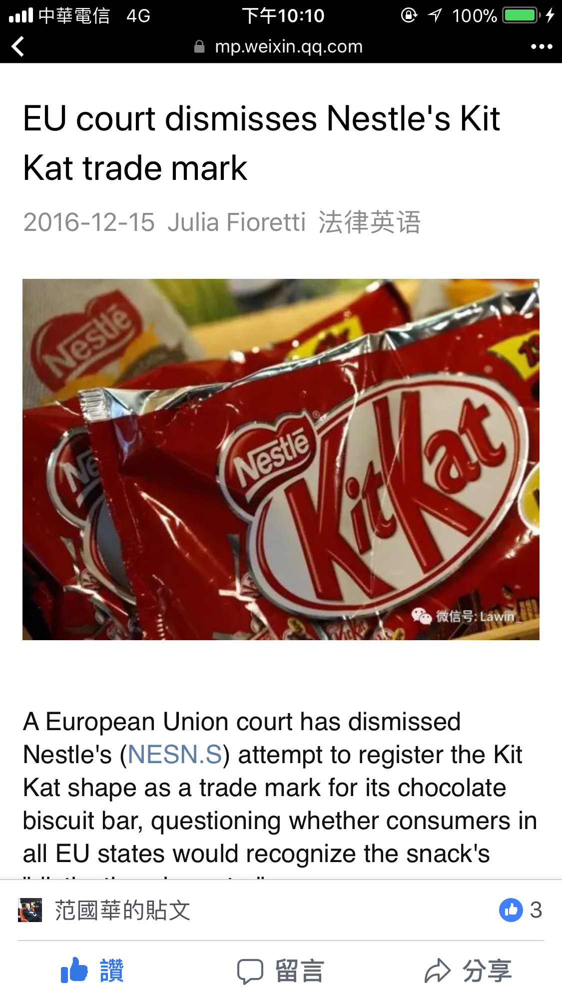 中華電信 4G 下午10:10 100%
mp.weixin.qq.com
EU court dismisses Nestle's Kit
Kat trade mark
2016-12-15 Julia Fioretti 法律英语
Nestlé
Nestlé
KitKat
Ne
微信号: Lawin_
A European Union court has dismissed
Nestle's (NESN.S) attempt to register the Kit
Kat shape as a trade mark for its chocolate
biscuit bar, questioning whether consumers in
all EU states would recognize the snack's
范國華的貼文 3
讚 留言 分享